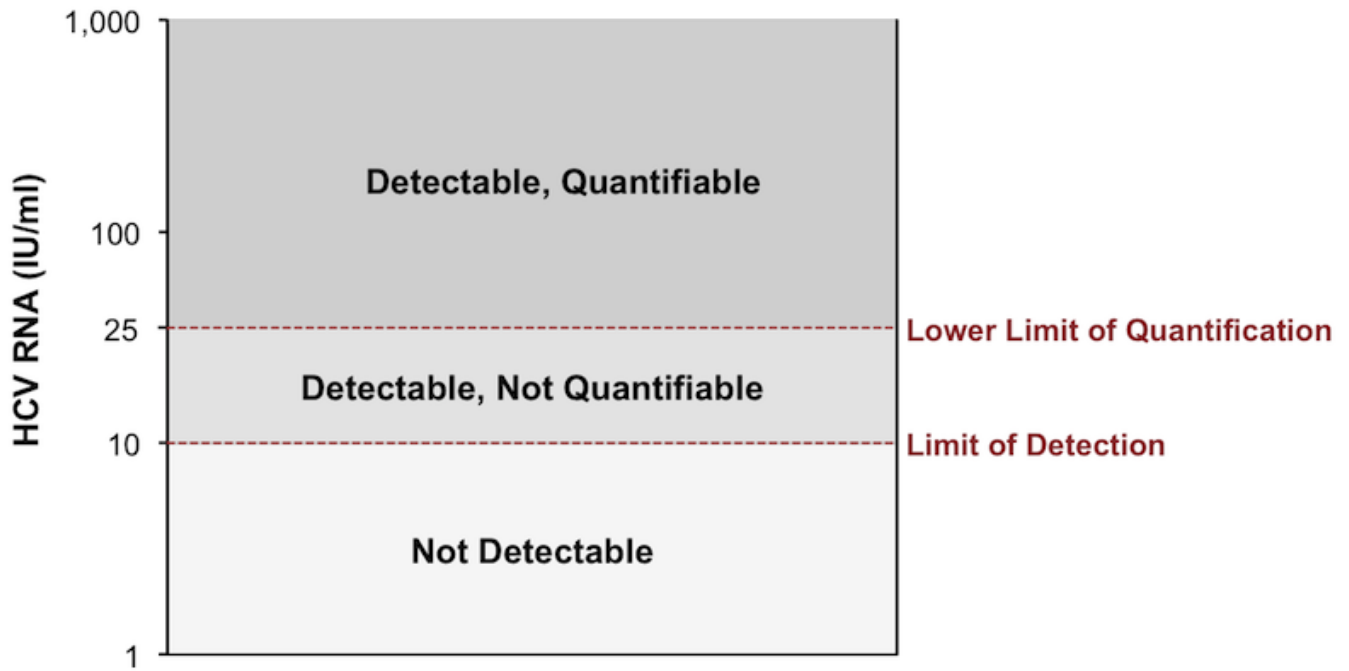 1,000
Detectable, Quantifiable
HCV RNA (IU/ml)
100
25
Lower Limit of Quantification
Detectable, Not Quantifiable
10
Limit of Detection
Not Detectable
1